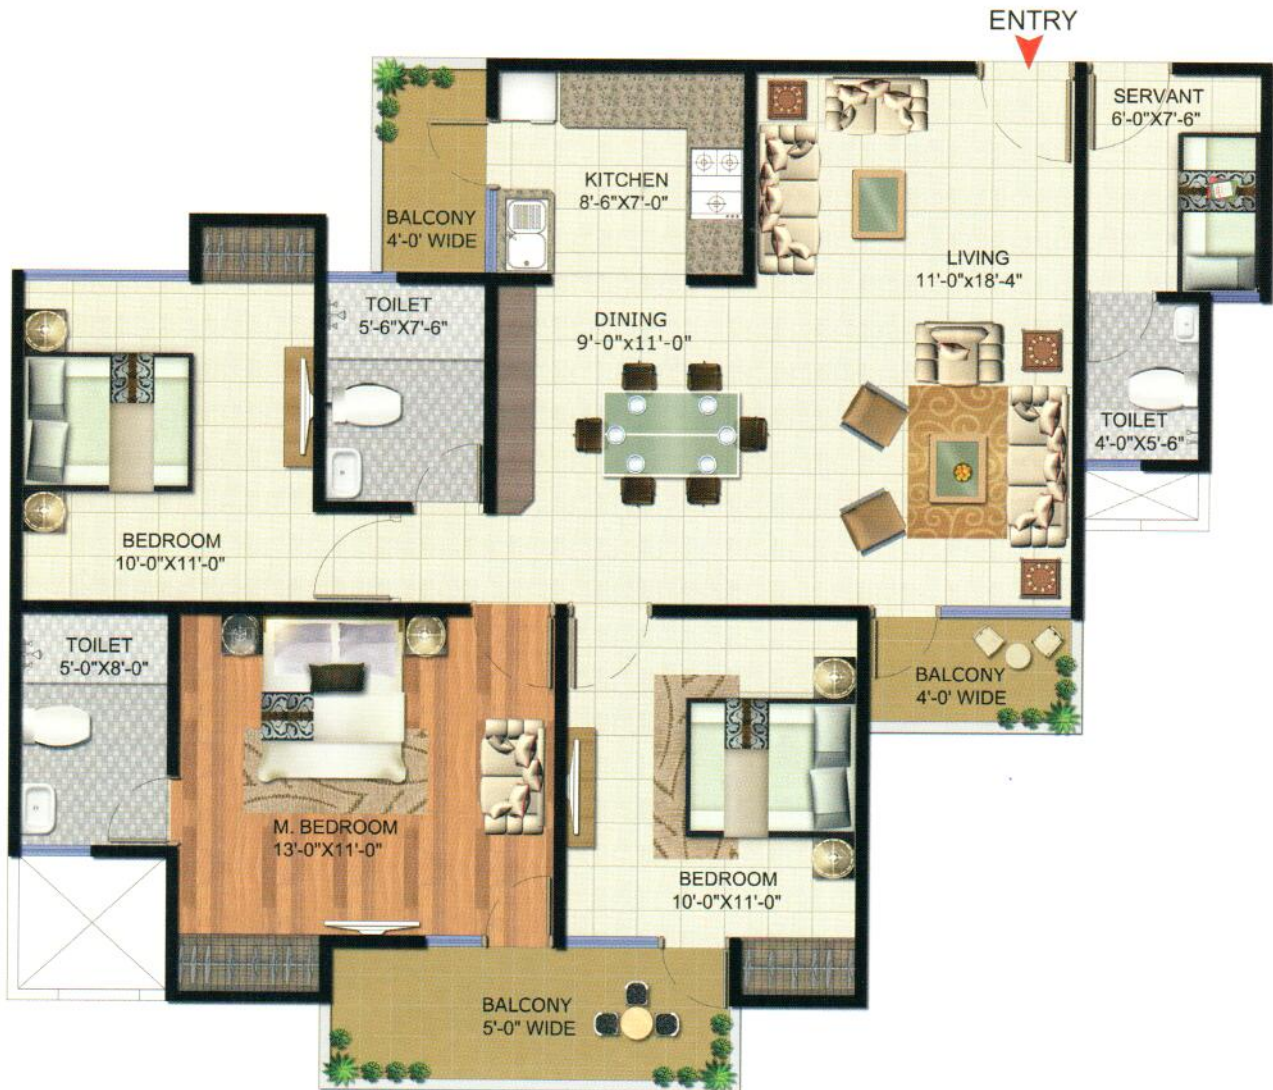 ENTRY
SERVANT
6'-0"X7'-6"
KITCHEN
8'-6"X7'-0"
BALCONY
4'-0' WIDE
LIVING
11'-0"x18'-4"
TOILET
5'-6"X7'-6"
DINING
9'-0"x11'-0"
TOILET
4'-0"X5'-6"
BEDROOM
10'-0"X11'-0"
TOILET
5'-0"X8'-0"
BALCONY
4'-0' WIDE
M. BEDROOM
13'-0"X11'-0"
BEDROOM
10'-0"X11'-0"
BALCONY
5'-0" WIDE